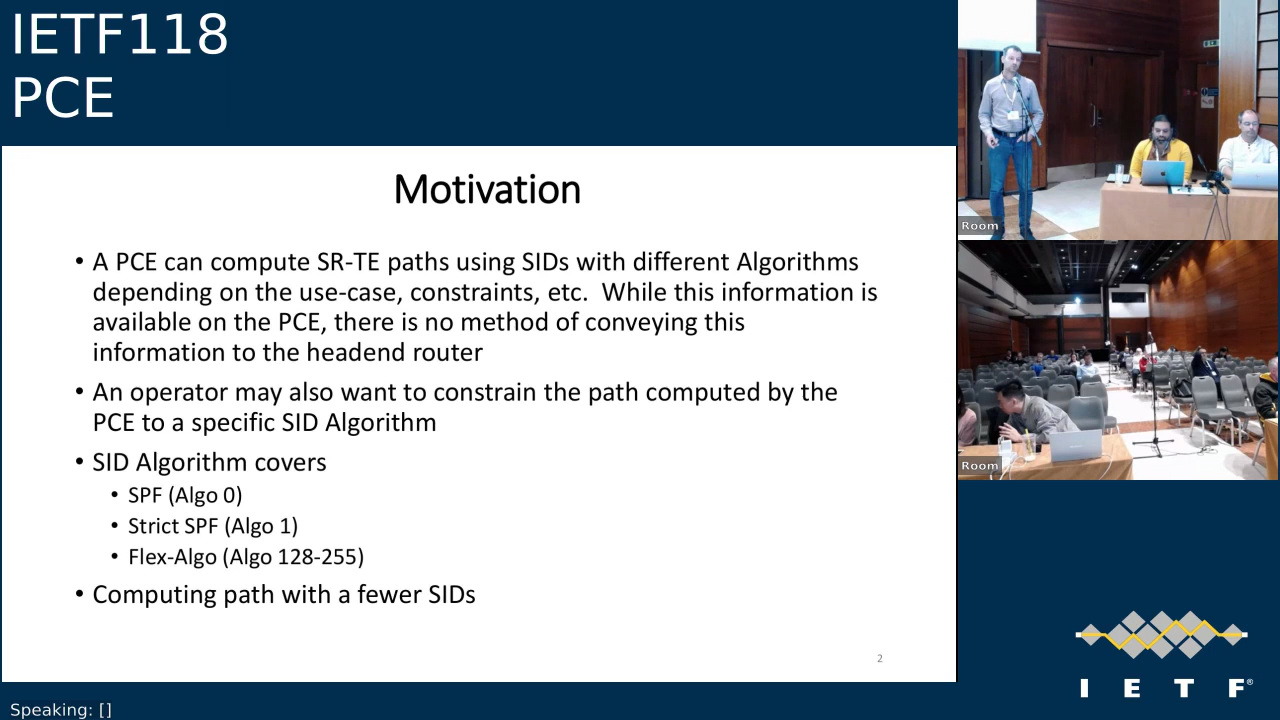 IETF118
PCE
Motivation
• A PCE can compute SR-TE paths using SIDs with different Algorithms
depending on the use-case, constraints, etc.  While this information is
available on the PCE, there is no method of conveying this
information to the headend router
• An operator may also want to constrain the path computed by the
PCE to a specific SID Algorithm
• SID Algorithm covers
• SPF (Algo 0)
• Strict SPF (Algo 1)
• Flex-Algo (Algo 128-255)
• Computing path with a fewer SIDs
2
Room
Room
I E T F®
Speaking: []